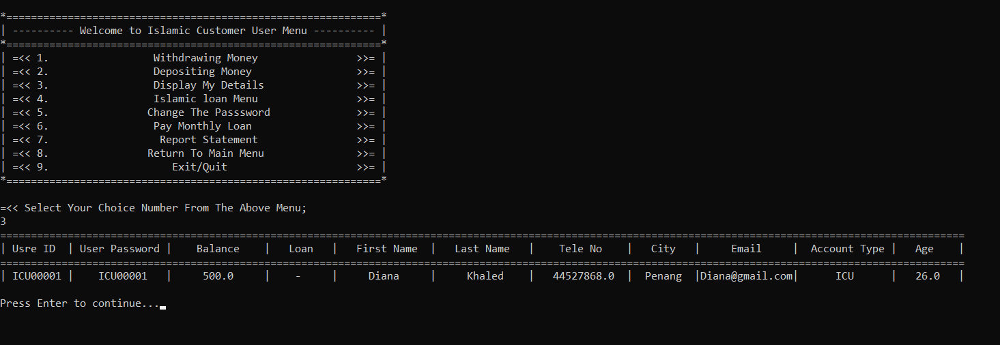 *=============================================================*
| ---------- Welcome to Islamic Customer User Menu ---------- |
*=============================================================*
| =<< 1.                 Withdrawing Money                >>= |
| =<< 2.                 Depositing Money                 >>= |
| =<< 3.                 Display My Details               >>= |
| =<< 4.                 Islamic loan Menu                >>= |
| =<< 5.                Change The Passsword              >>= |
| =<< 6.                 Pay Monthly Loan                 >>= |
| =<< 7.                  Report Statement                >>= |
| =<< 8.                Return To Main Menu               >>= |
| =<< 9.                    Exit/Quit                     >>= |
*=============================================================*
=<< Select Your Choice Number From The Above Menu;
3
=============================================================================================================================================================
| Usre ID  | User Password |    Balance    |   Loan   |   First Name  |   Last Name   |    Tele No    |   City   |     Email     |  Account Type |   Age    |
=============================================================================================================================================================
| ICU00001 |    ICU00001   |     500.0     |    -     |     Diana     |     Khaled    |   44527868.0  |  Penang  |Diana@gmail.com|      ICU      |   26.0   |
Press Enter to continue...